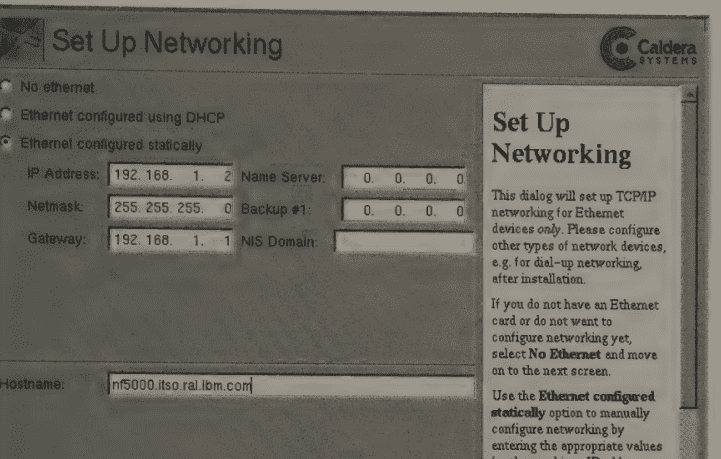 Set Up Networking
Caldera
SYSTEMS
No ethernet
Ethernet configured using DHCP
Ethernet configured statically
IP Address: 192. 168. 1. 2 Name Server: 0. 0. 0. 0
Netmask: 255. 255. 255. 0 Backup #1: 0. 0. 0. 0
Gateway: 192. 168. 1. 1 NIS Domain:
Hostname: nf5000.itso.ral.ibm.com
Set Up
Networking
This dialog will set up TCP/IP
networking for Ethernet
devices only. Please configure
other types of network devices,
e.g. for dial-up networking,
after installation.
If you do not have an Ethernet
card or do not want to
configure networking yet,
select No Ethernet and move
on to the next screen.
Use the Ethernet configured
statically option to manually
configure networking by
entering the appropriate values